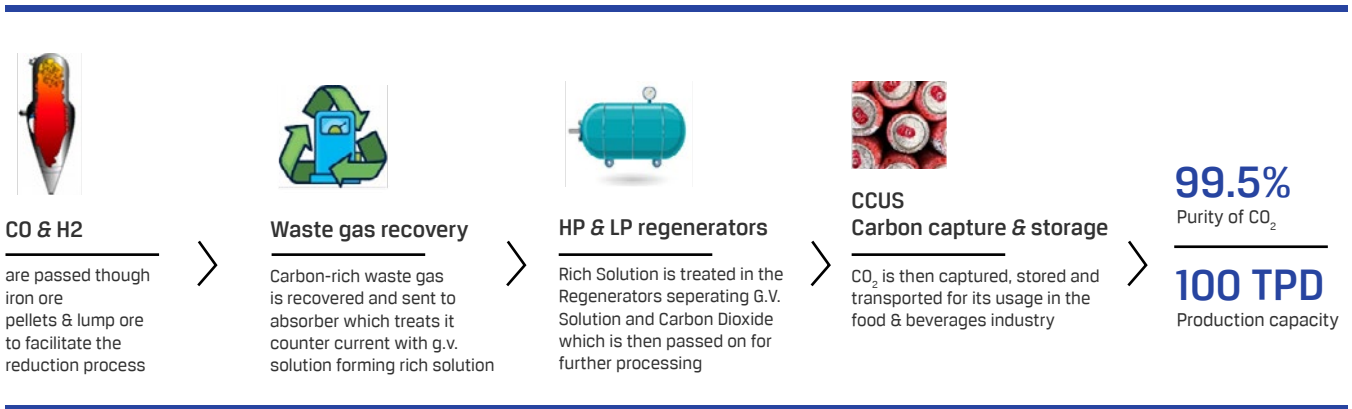 CO & H2
are passed though
iron ore
pellets & lump ore
to facilitate the
reduction process
Waste gas recovery
Carbon-rich waste gas
is recovered and sent to
absorber which treats it
counter current with g.v.
solution forming rich solution
HP & LP regenerators
Rich Solution is treated in the
Regenerators seperating G.V.
Solution and Carbon Dioxide
which is then passed on for
further processing
CCUS
Carbon capture & storage
CO₂ is then captured, stored and
transported for its usage in the
food & beverages industry
99.5%
Purity of CO₂
100 TPD
Production capacity